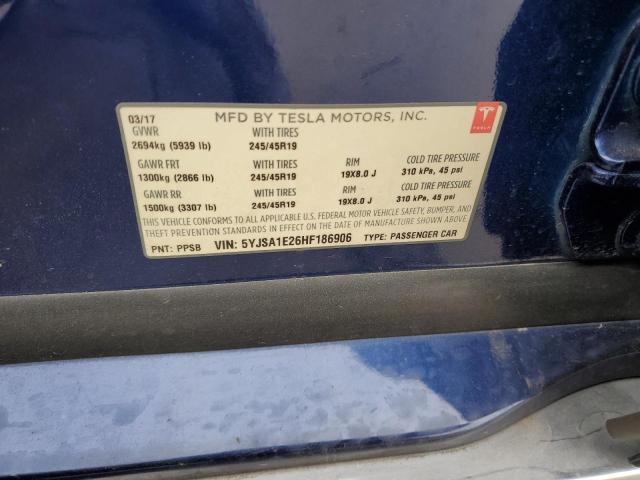 03/17 MFD BY TESLA MOTORS, INC.
GVWR WITH TIRES
2694kg (5939 lb) 245/45R19
TESLA
GAWR FRT WITH TIRES RIM COLD TIRE PRESSURE
1300kg (2866 lb) 245/45R19 19X8.0 J 310 kPa, 45 psi
GAWR RR WITH TIRES RIM COLD TIRE PRESSURE
1500kg (3307 lb) 245/45R19 19X8.0 J 310 kPa, 45 psi
THIS VEHICLE CONFORMS TO ALL APPLICABLE U.S. FEDERAL MOTOR VEHICLE SAFETY, BUMPER, AND
THEFT PREVENTION STANDARDS IN EFFECT ON THE DATE OF MANUFACTURE SHOWN ABOVE.
PNT: PPSB VIN: 5YJSA1E26HF186906 TYPE: PASSENGER CAR